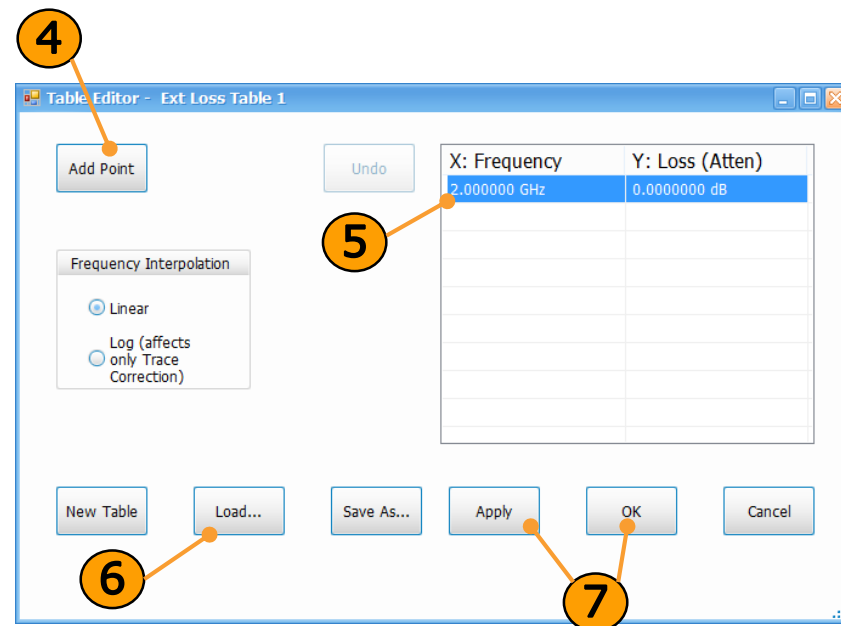 4
Table Editor -  Ext Loss Table 1
Add Point
Undo
X: Frequency
Y: Loss (Atten)
2.000000 GHz
0.0000000 dB
5
Frequency Interpolation
Linear
Log (affects
only Trace
Correction)
New Table
Load...
Save As...
Apply
OK
Cancel
6
7